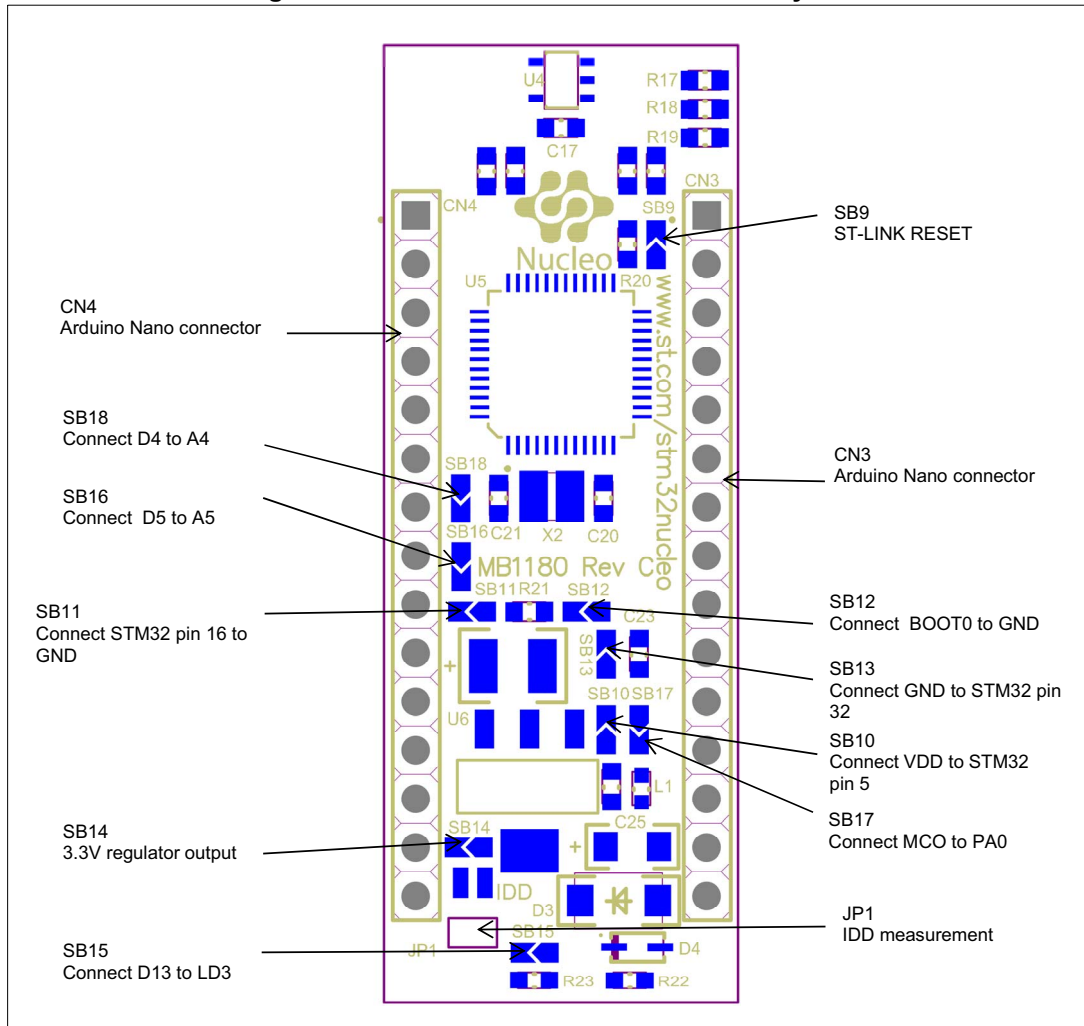 U4
R17
R18
R19
C17
CN4
CN3
SB9
Nucleo
R20
U5
www.st.com/stm32nucleo
SB18
C21
X2
C20
SB16
MB1180 Rev C
SB11
R21
SB12
C23
SB13
+
SB10
SB17
U6
L1
SB14
C25
+
IDD
D3
JP1
SB15
D4
R23
R22
CN4
Arduino Nano connector
SB18
Connect D4 to A4
SB16
Connect D5 to A5
SB11
Connect STM32 pin 16 to
GND
SB14
3.3V regulator output
SB15
Connect D13 to LD3
SB9
ST-LINK RESET
CN3
Arduino Nano connector
SB12
Connect BOOT0 to GND
SB13
Connect GND to STM32 pin
32
SB10
Connect VDD to STM32
pin 5
SB17
Connect MCO to PA0
JP1
IDD measurement